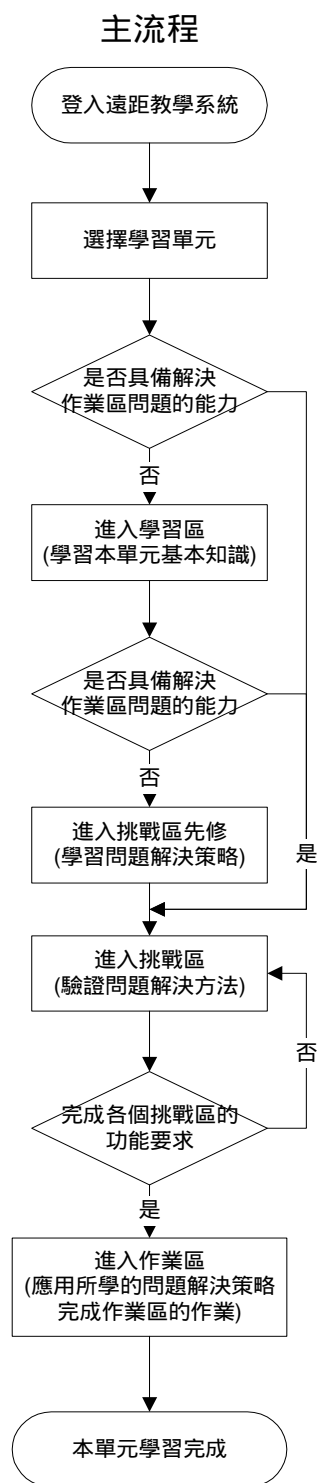 主流程
登入遠距教學系統
選擇學習單元
是否具備解決
作業區問題的能力
否
進入學習區
(學習本單元基本知識)
是否具備解決
作業區問題的能力
否
進入挑戰區先修
(學習問題解決策略)
是
進入挑戰區
(驗證問題解決方法)
否
完成各個挑戰區的
功能要求
是
進入作業區
(應用所學的問題解決策略
完成作業區的作業)
本單元學習完成